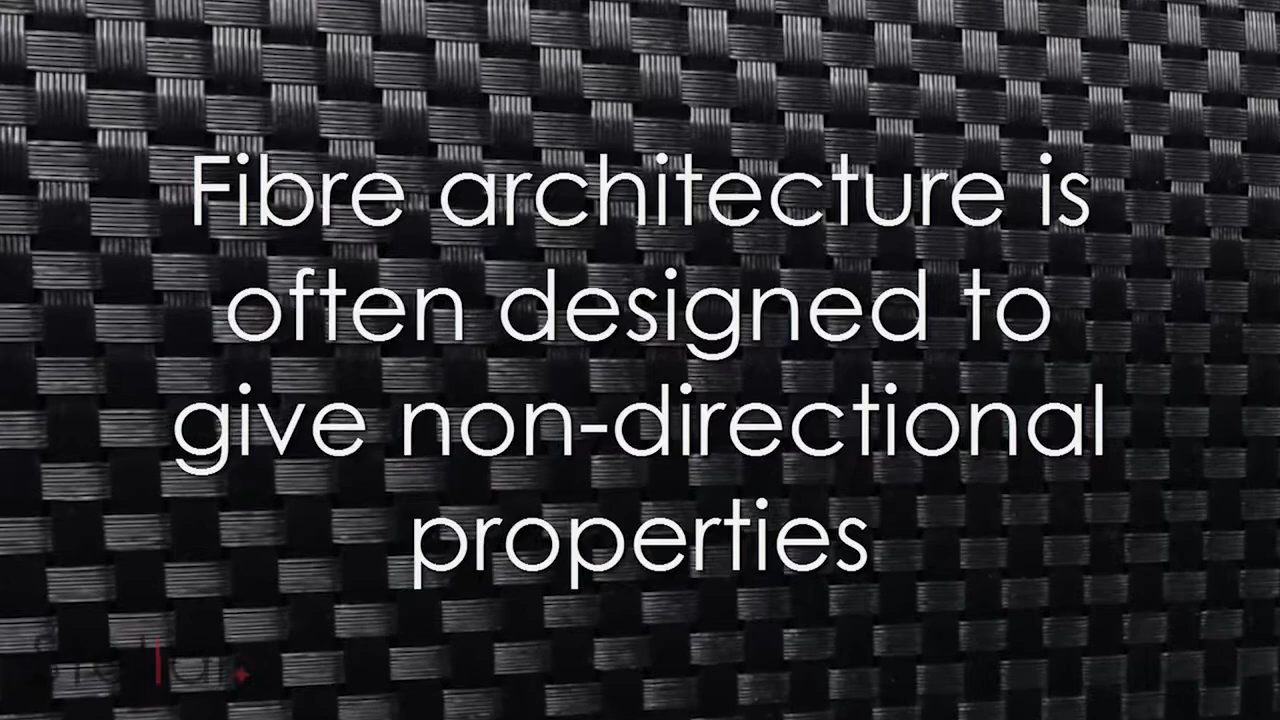 Fibre architecture is
often designed to
give non-directional
properties